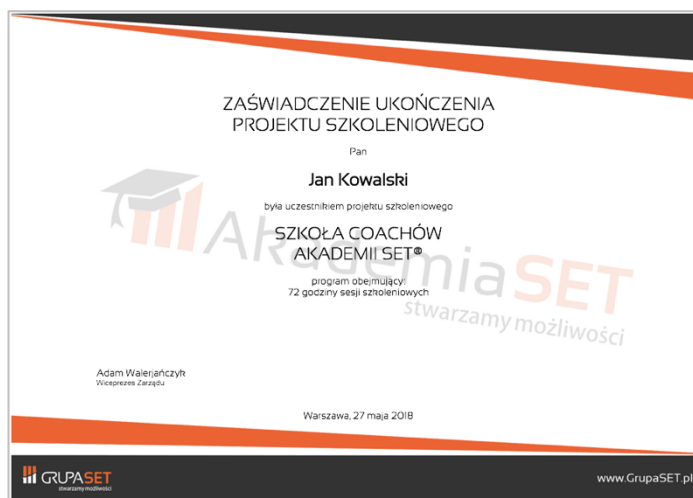 ZAŚWIADCZENIE UKOŃCZENIA
PROJEKTU SZKOLENIOWEGO
Pan
Jan Kowalski
była uczestnikiem projektu szkoleniowego
SZKOŁA COACHÓW
AKADEMII SET®
program obejmujący:
72 godziny sesji szkoleniowych
AkademiaSET
stwarzamy możliwości
Adam Walerjańczyk
Wiceprezes Zarządu
Warszawa, 27 maja 2018
GRUPASET
stwarzamy możliwości
www.GrupaSET.pl